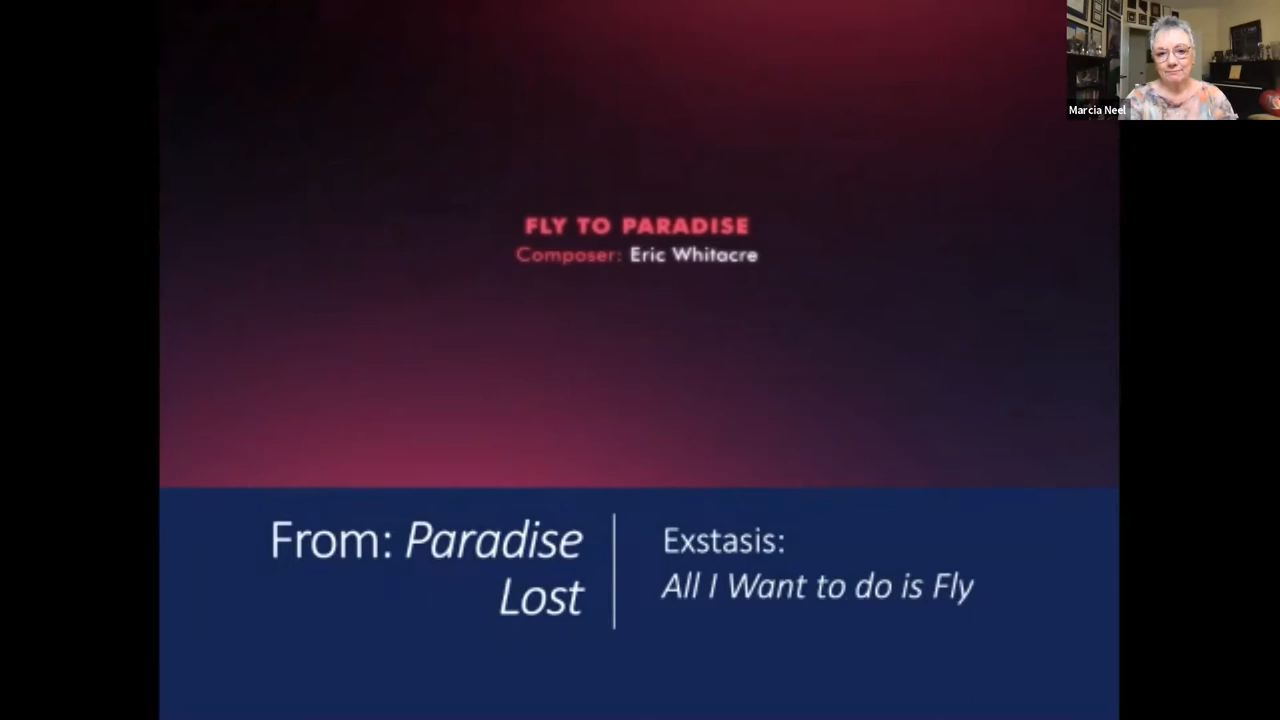 Marcia Neel
FLY TO PARADISE
Composer: Eric Whitacre
From: Paradise
Lost
Exstasis:
All I Want to do is Fly